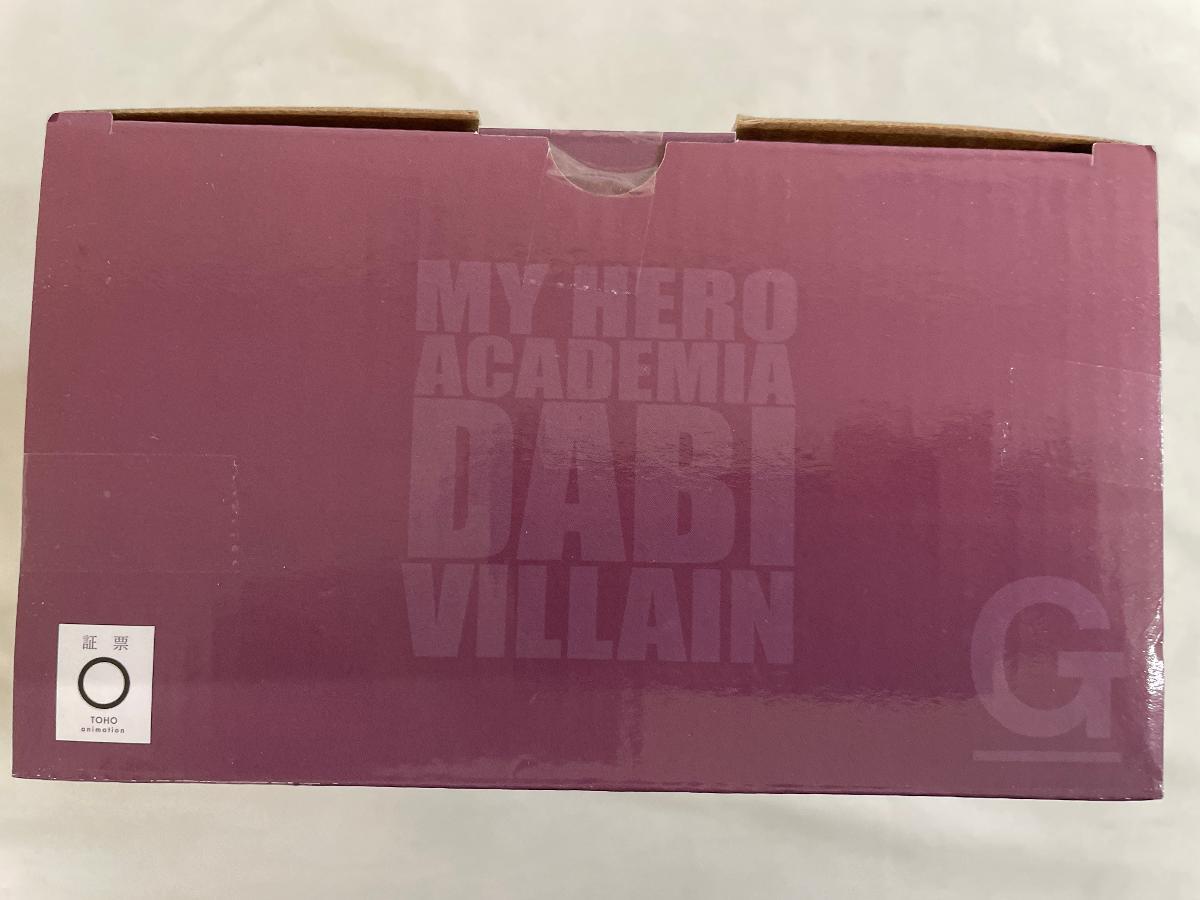 MY HERO
ACADEMIA
DABI
VILLAIN
G
証票
TOHO
animation